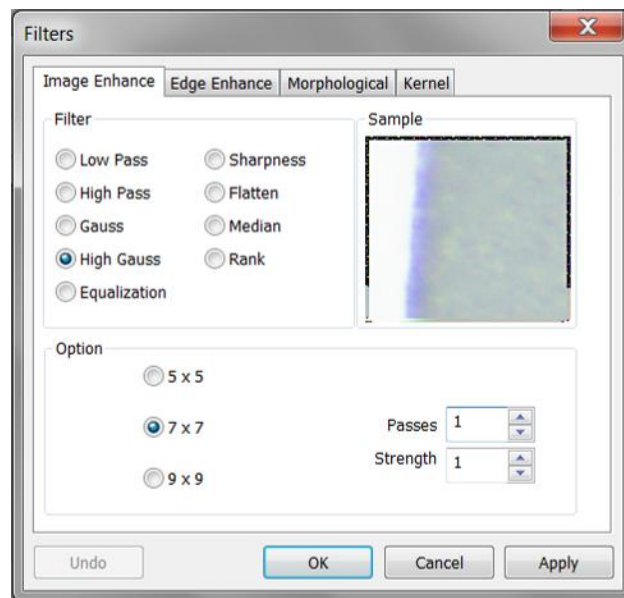 Filters
Image Enhance Edge Enhance Morphological Kernel
Filter
Sample
Low Pass Sharpness
High Pass Flatten
Gauss Median
High Gauss Rank
Equalization
Option
5 x 5
7 x 7
Passes 1
Strength 1
9 x 9
Undo OK Cancel Apply